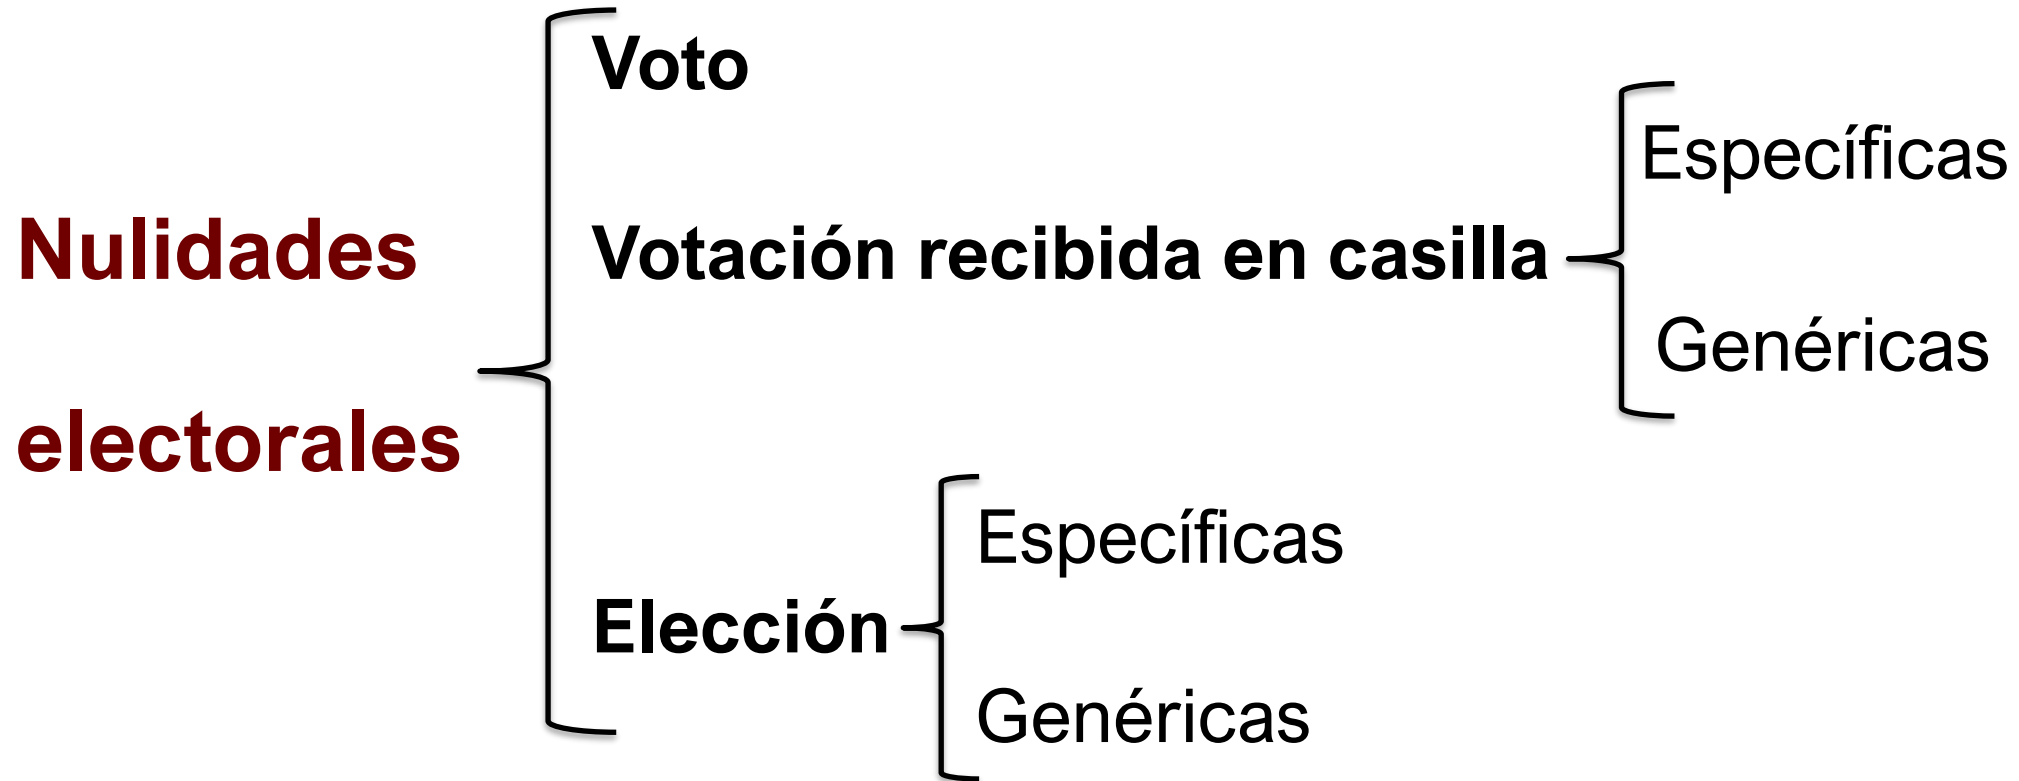 Nulidades
electorales
Voto
Votación recibida en casilla
Específicas
Genéricas
Elección
Específicas
Genéricas